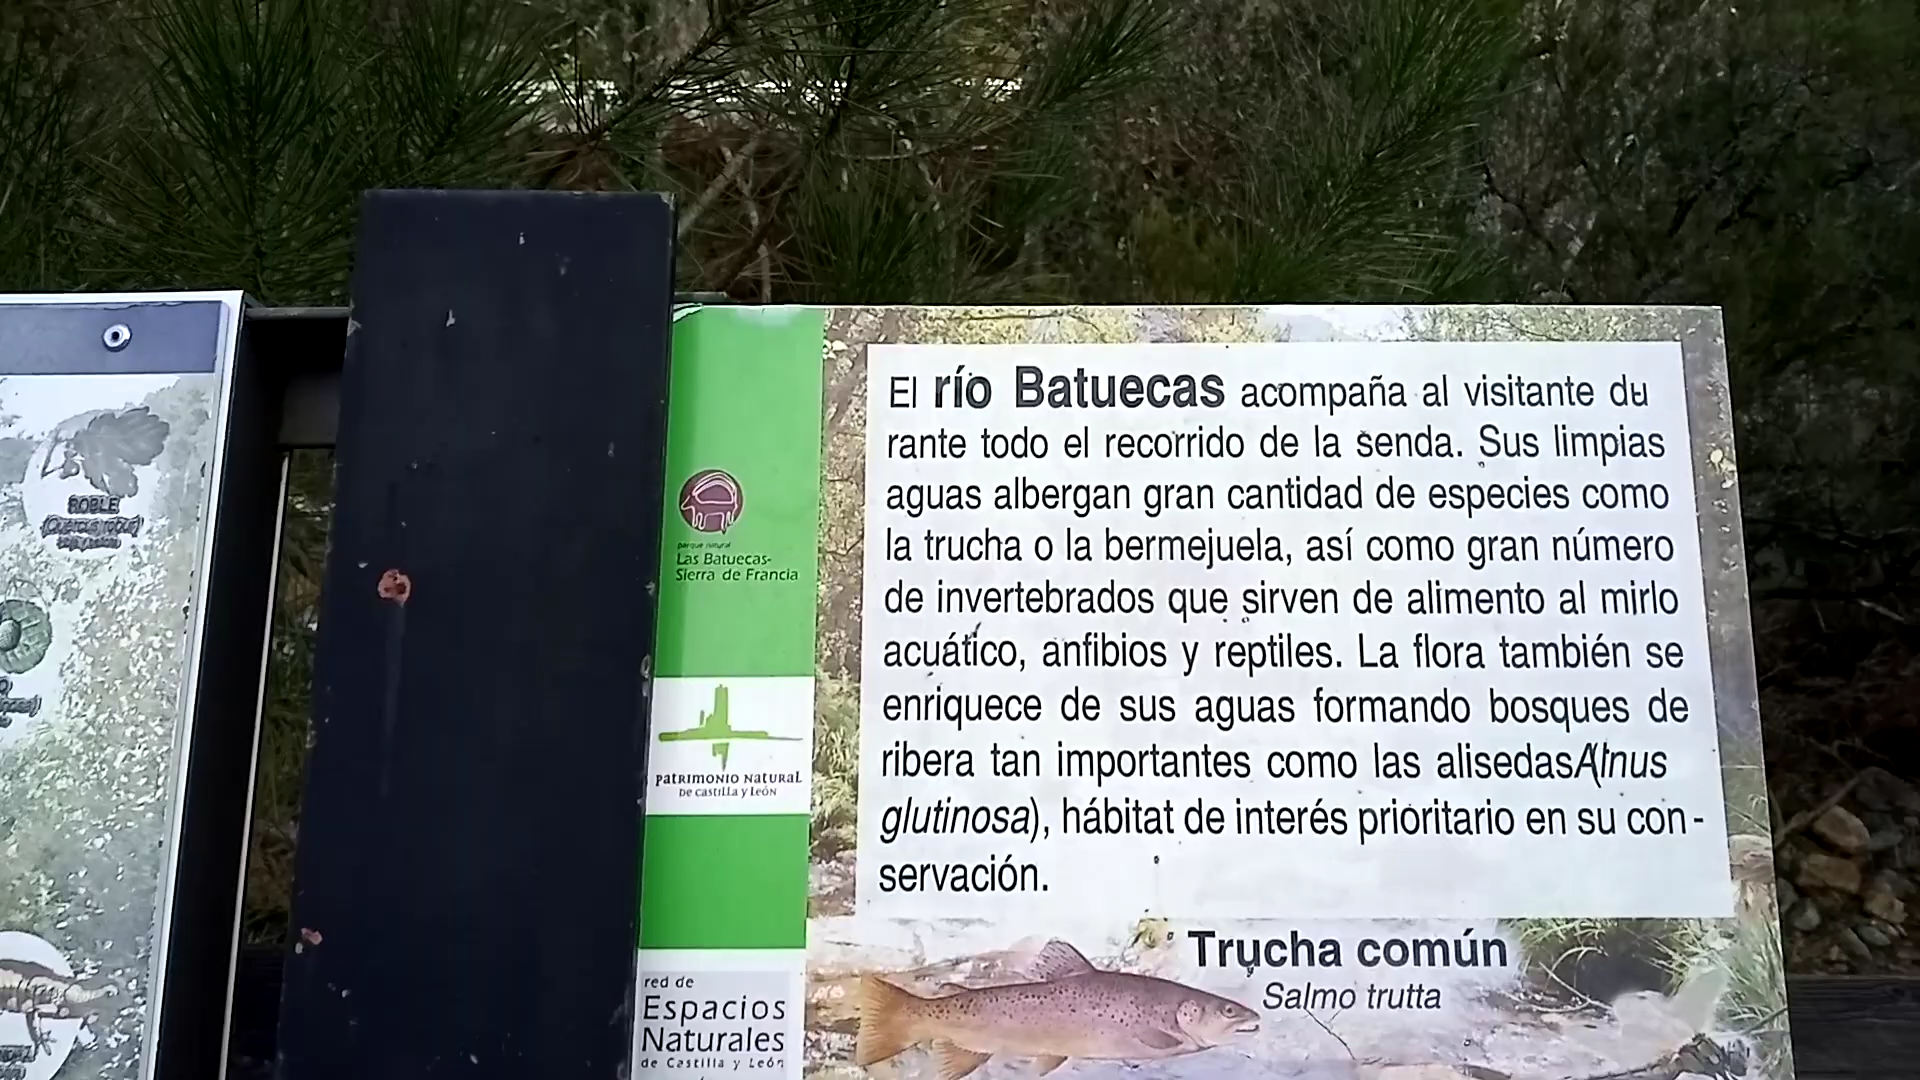 ROBLE
(Quercus robur)
parque natural
Las Batuecas-
Sierra de Francia
PATRIMONIO NATURAL
DE CASTILLA Y LEÓN
red de
Espacios
Naturales
de Castilla y León
El río Batuecas acompaña al visitante du
rante todo el recorrido de la senda. Sus limpias
aguas albergan gran cantidad de especies como
la trucha o la bermejuela, así como gran número
de invertebrados que sirven de alimento al mirlo
acuático, anfibios y reptiles. La flora también se
enriquece de sus aguas formando bosques de
ribera tan importantes como las alisedas(Alnus
glutinosa), hábitat de interés prioritario en su con-
servación.
Trucha común
Salmo trutta